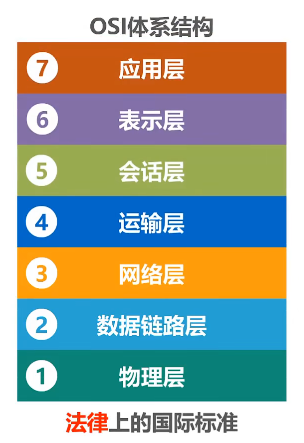 OSI体系结构
7 应用层
6 表示层
5 会话层
4 运输层
3 网络层
2 数据链路层
1 物理层
法律上的国际标准